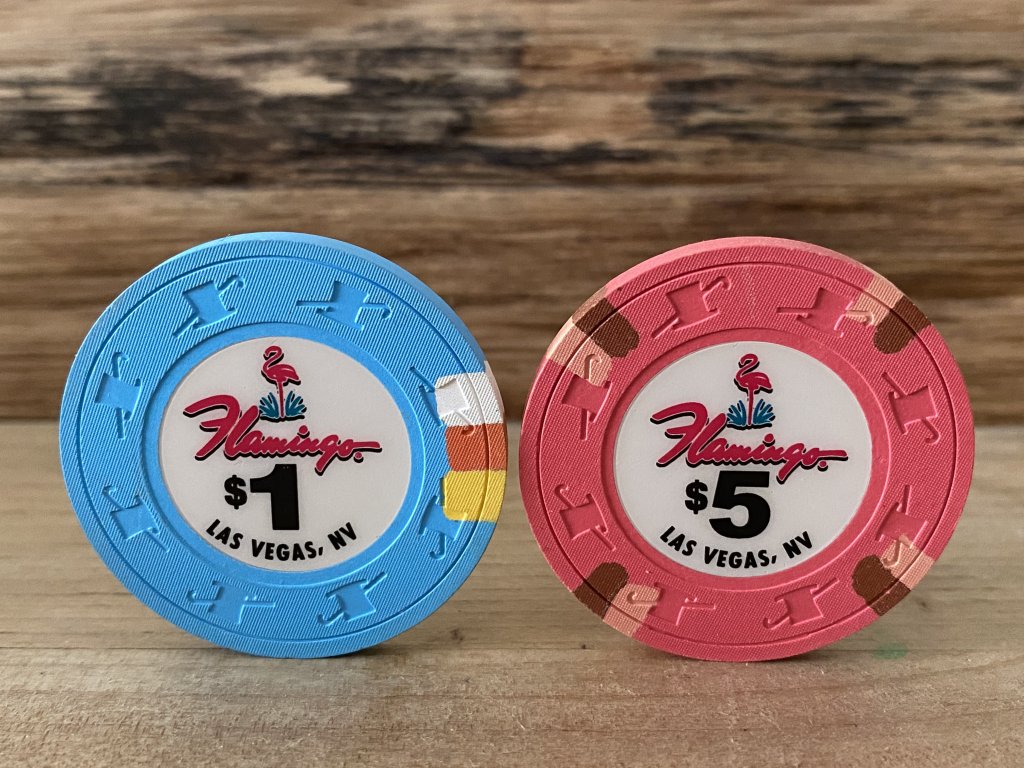 Flamingo
$1
LAS VEGAS, NV
Flamingo
$5
LAS VEGAS, NV